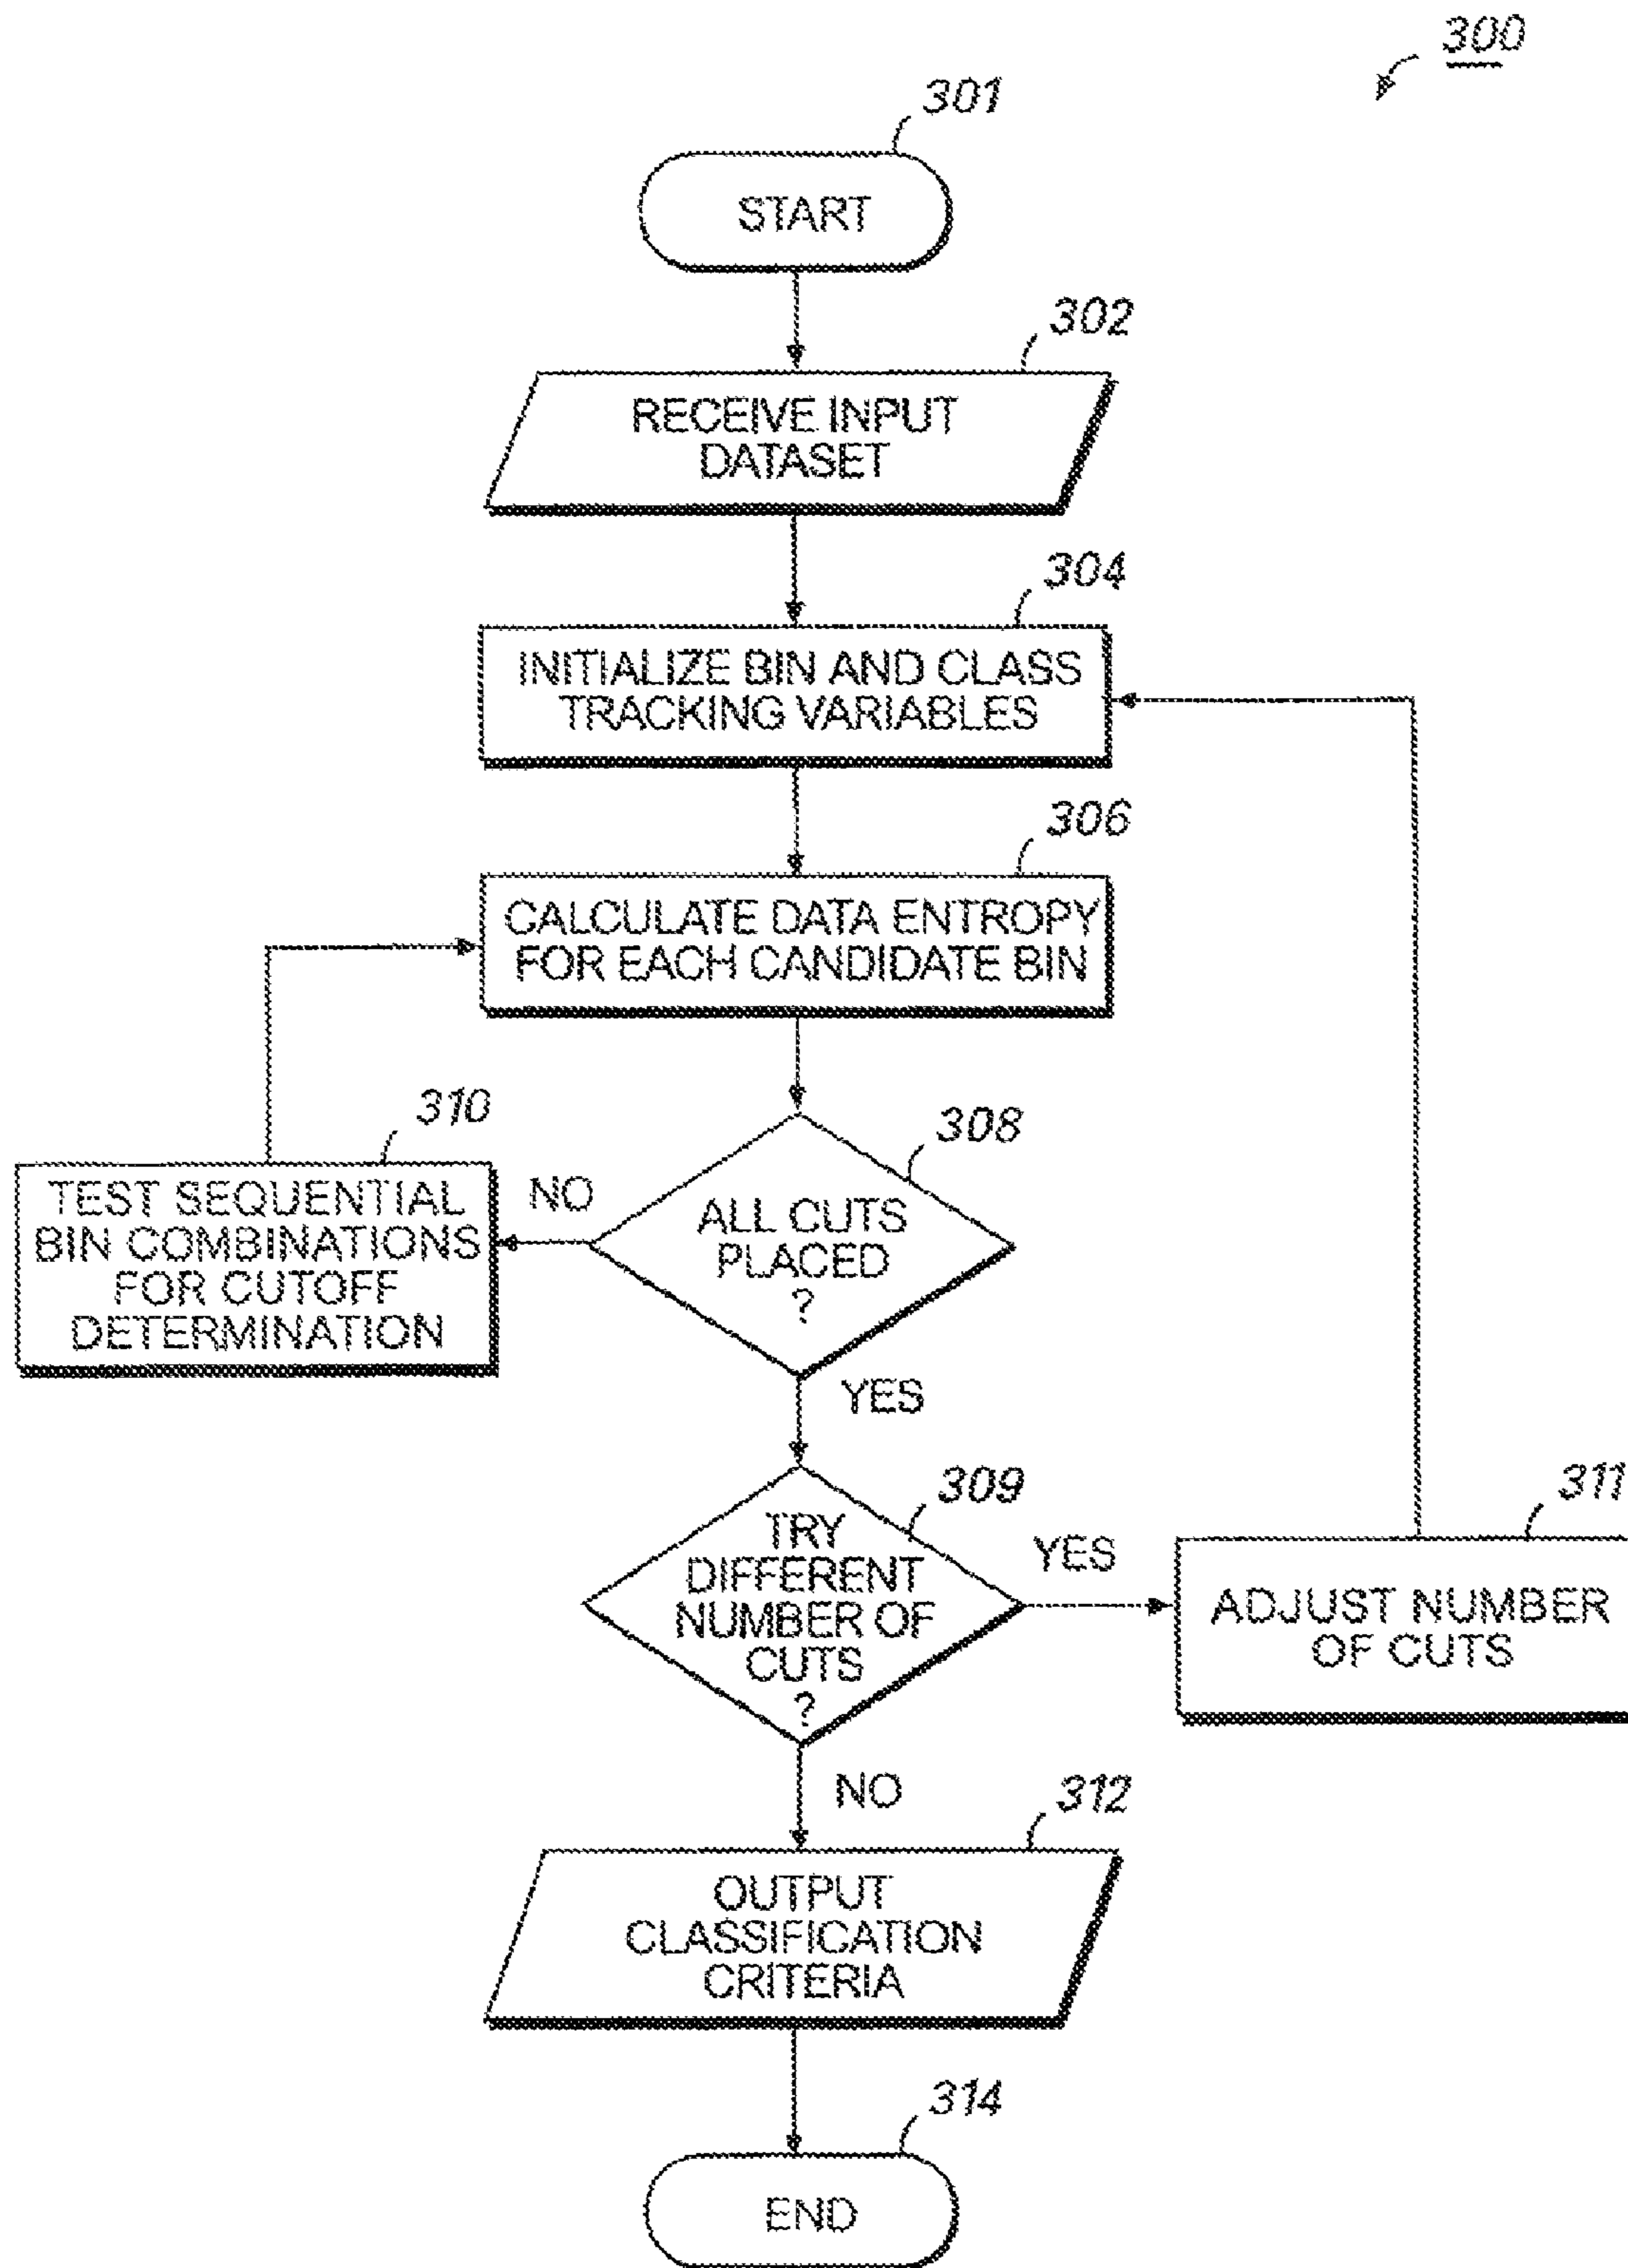 300
301
START
302
RECEIVE INPUT
DATASET
304
INITIALIZE BIN AND CLASS
TRACKING VARIABLES
306
CALCULATE DATA ENTROPY
FOR EACH CANDIDATE BIN
310
TEST SEQUENTIAL
BIN COMBINATIONS
FOR CUTOFF
DETERMINATION
NO
308
ALL CUTS
PLACED
?
YES
309
TRY
DIFFERENT
NUMBER OF
CUTS
?
YES
311
ADJUST NUMBER
OF CUTS
NO
312
OUTPUT
CLASSIFICATION
CRITERIA
314
END